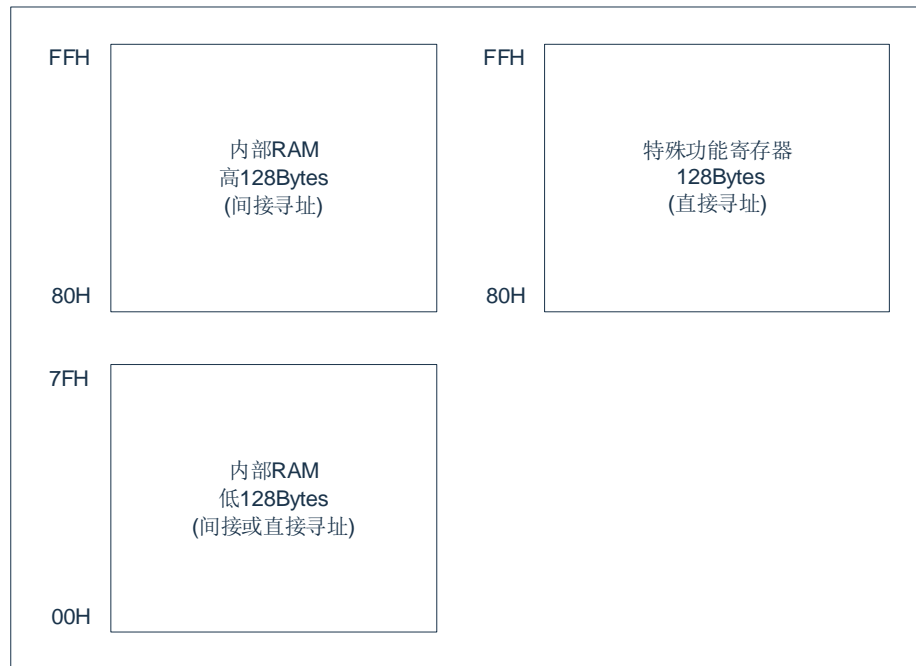 FFH
内部RAM
高128Bytes
(间接寻址)
80H
FFH
特殊功能寄存器
128Bytes
(直接寻址)
80H
7FH
内部RAM
低128Bytes
(间接或直接寻址)
00H